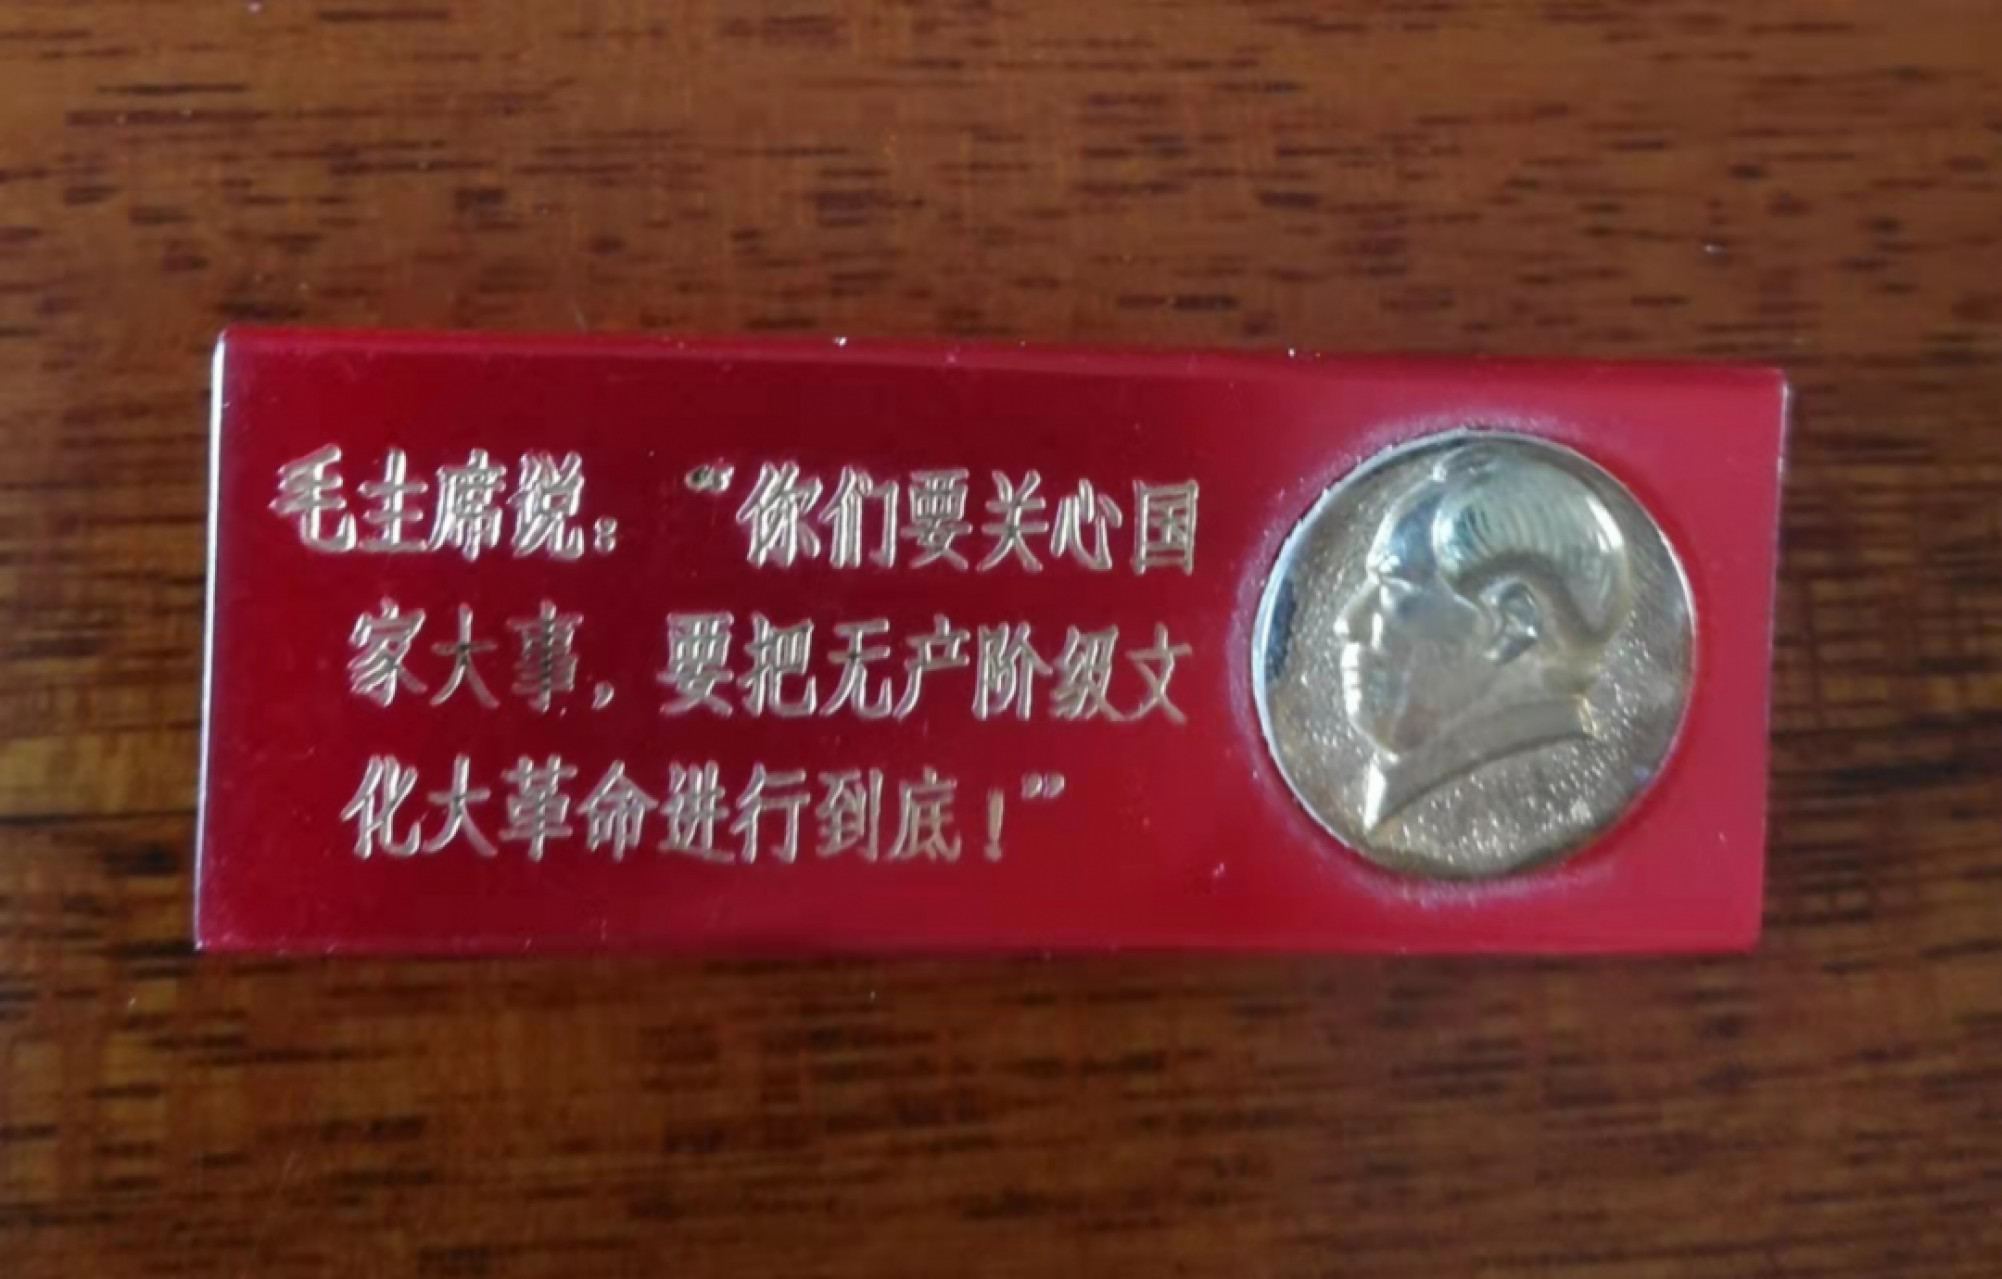 毛主席说：“你们要关心国
家大事，要把无产阶级文
化大革命进行到底！”